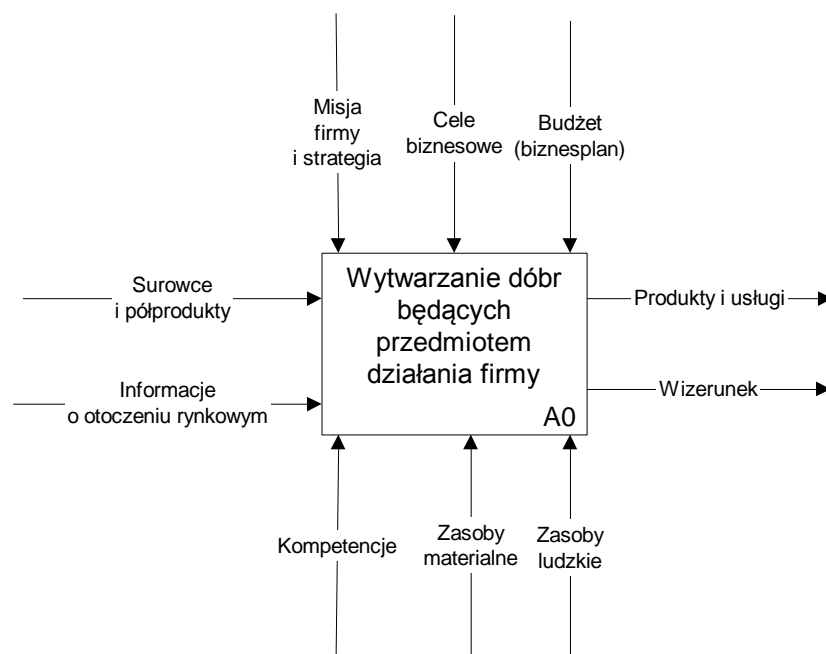 Misja
firmy
i strategia
Cele
biznesowe
Budżet
(biznesplan)
Surowce
i półprodukty
Informacje
o otoczeniu rynkowym
Wytwarzanie dóbr
będących
przedmiotem
działania firmy
A0
Produkty i usługi
Wizerunek
Kompetencje
Zasoby
materialne
Zasoby
ludzkie